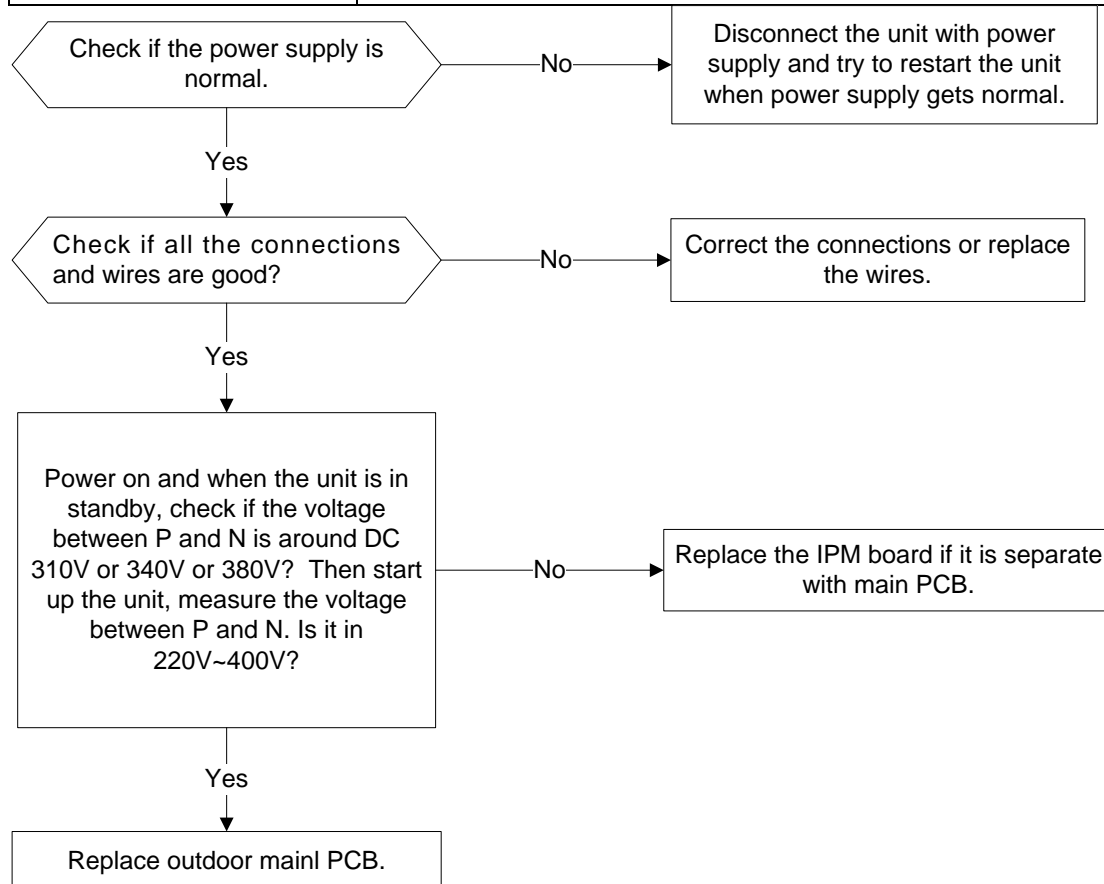 Check if the power supply is
normal.
No
Disconnect the unit with power
supply and try to restart the unit
when power supply gets normal.
Yes
Check if all the connections
and wires are good?
No
Correct the connections or replace
the wires.
Yes
Power on and when the unit is in
standby, check if the voltage
between P and N is around DC
310V or 340V or 380V? Then start
up the unit, measure the voltage
between P and N. Is it in
220V~400V?
No
Replace the IPM board if it is separate
with main PCB.
Yes
Replace outdoor mainl PCB.